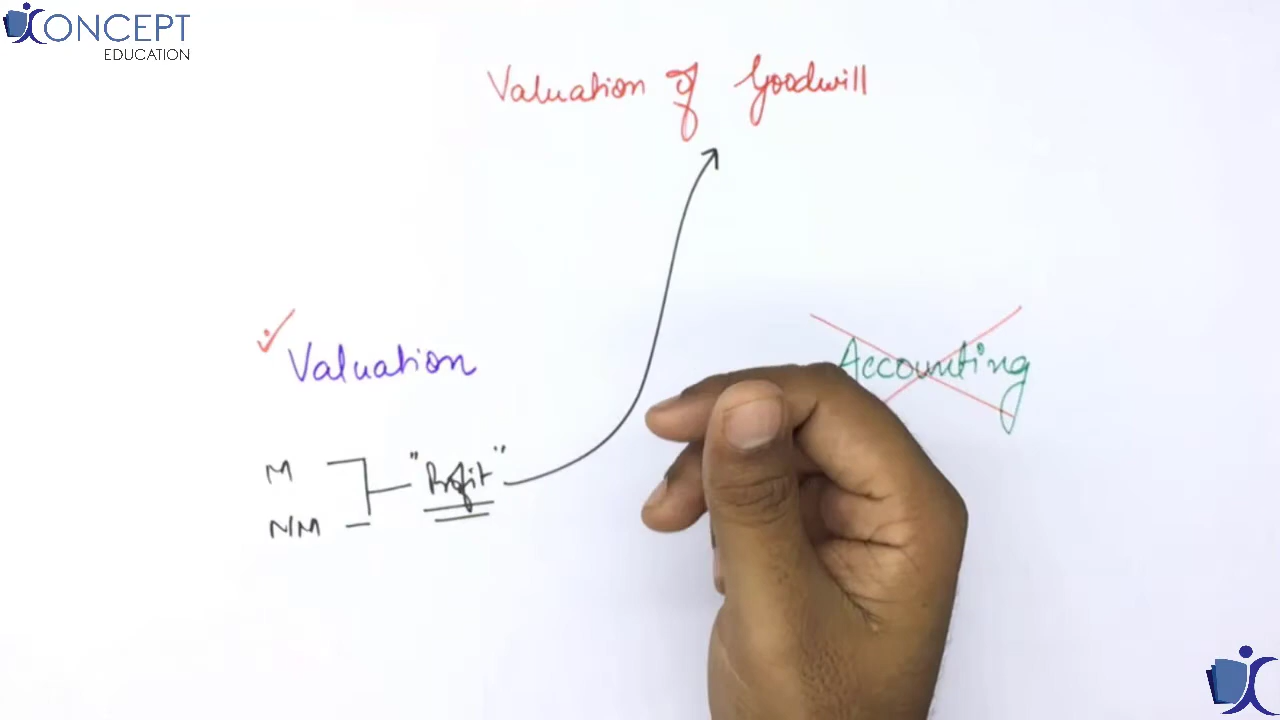 CONCEPT
EDUCATION
Valuation of Goodwill
Valuation
Accounting
M
"Profit"
NM